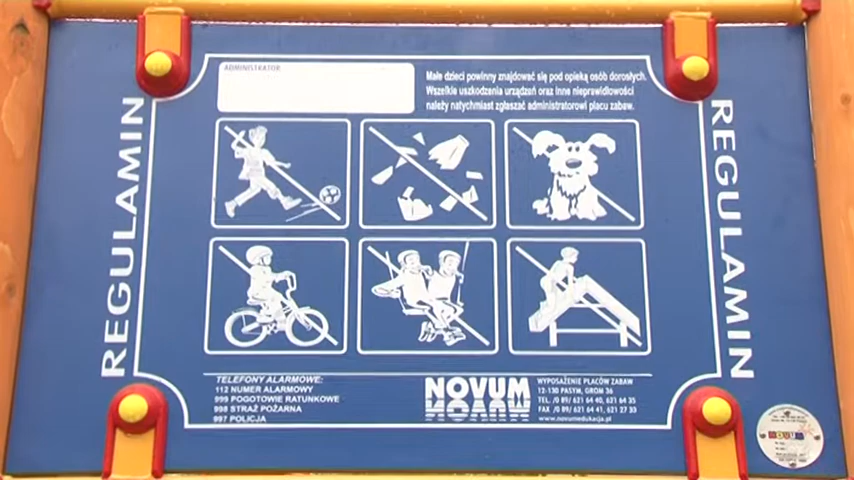 ADMINISTRATOR
Małe dzieci powinny znajdować się pod opieką osób dorosłych.
Wszelkie uszkodzenia urządzeń oraz inne nieprawidłowości
należy natychmiast zgłaszać administratorowi placu zabaw.
REGULAMIN
REGULAMIN
TELEFONY ALARMOWE:
112 NUMER ALARMOWY
999 POGOTOWIE RATUNKOWE
998 STRAŻ POŻARNA
997 POLICJA
NOVUM
WYPOSAŻENIE PLACÓW ZABAW
12-130 PASYM, GROM 36
TEL. /0 89/ 621 64 40, 621 64 35
FAX /0 89/ 621 64 41, 621 27 33
www.novumedukacja.pl
NOVUM